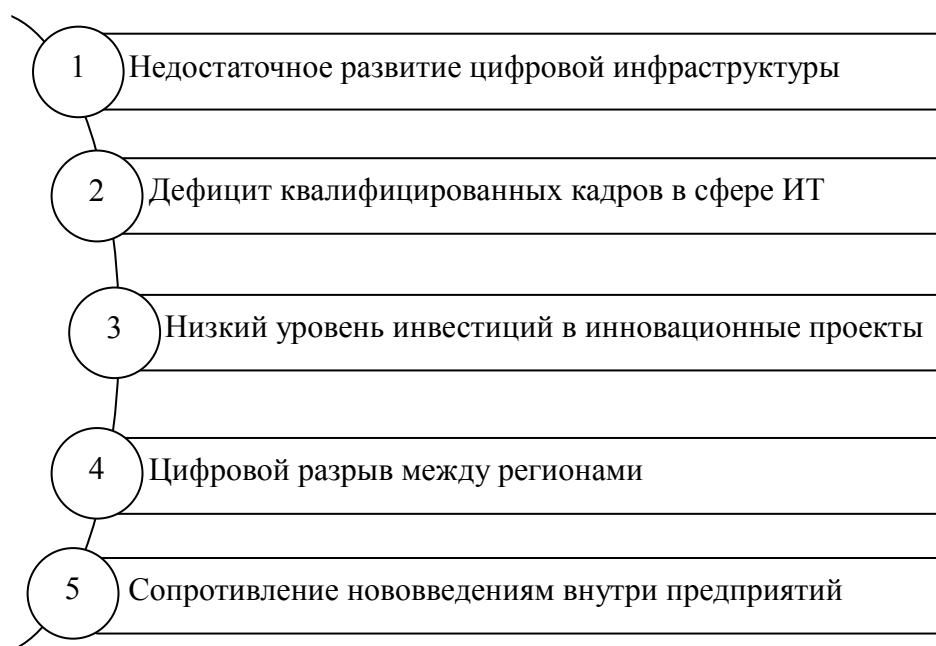 1 Недостаточное развитие цифровой инфраструктуры
2 Дефицит квалифицированных кадров в сфере ИТ
3 Низкий уровень инвестиций в инновационные проекты
4 Цифровой разрыв между регионами
5 Сопротивление нововведениям внутри предприятий